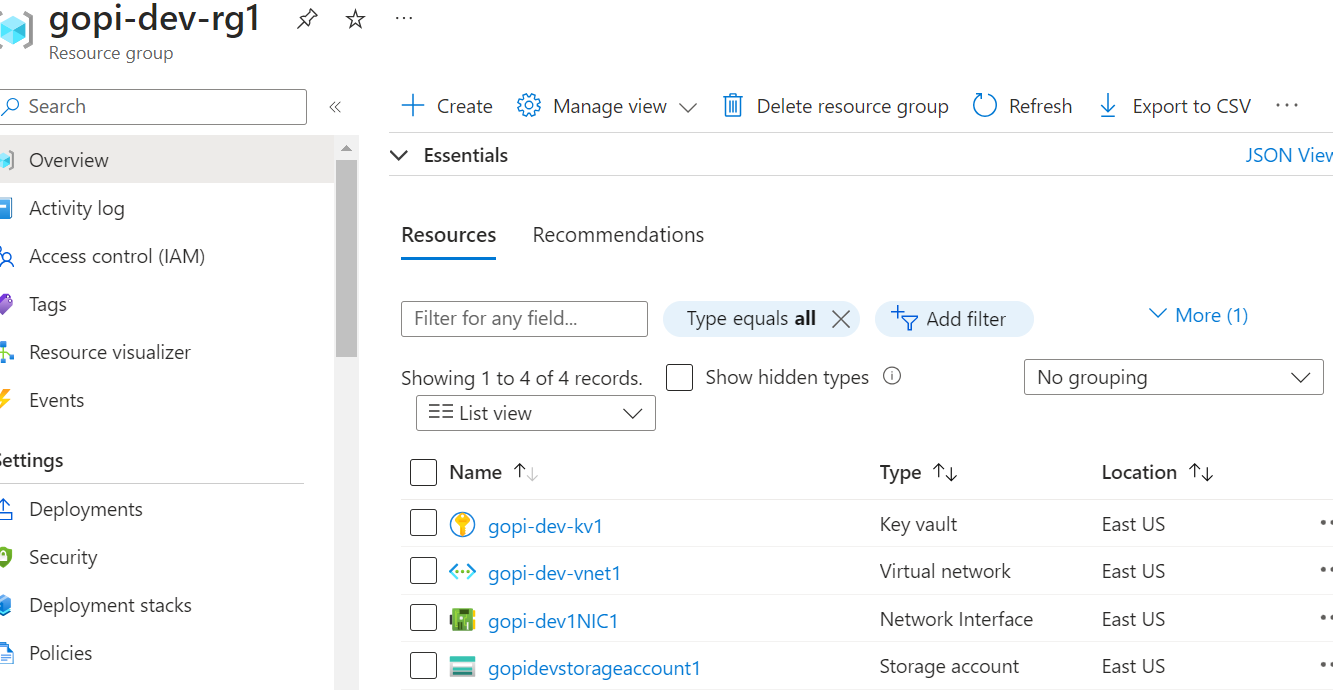 gopi-dev-rg1
Resource group
Search
Overview
Activity log
Access control (IAM)
Tags
Resource visualizer
Events
Settings
Deployments
Security
Deployment stacks
Policies
Create Manage view Delete resource group Refresh Export to CSV
Essentials JSON View
Resources Recommendations
Filter for any field... Type equals all Add filter More (1)
Showing 1 to 4 of 4 records. Show hidden types No grouping
List view
Name Type Location
gopi-dev-kv1 Key vault East US
gopi-dev-vnet1 Virtual network East US
gopi-dev1NIC1 Network Interface East US
gopidevstorageaccount1 Storage account East US